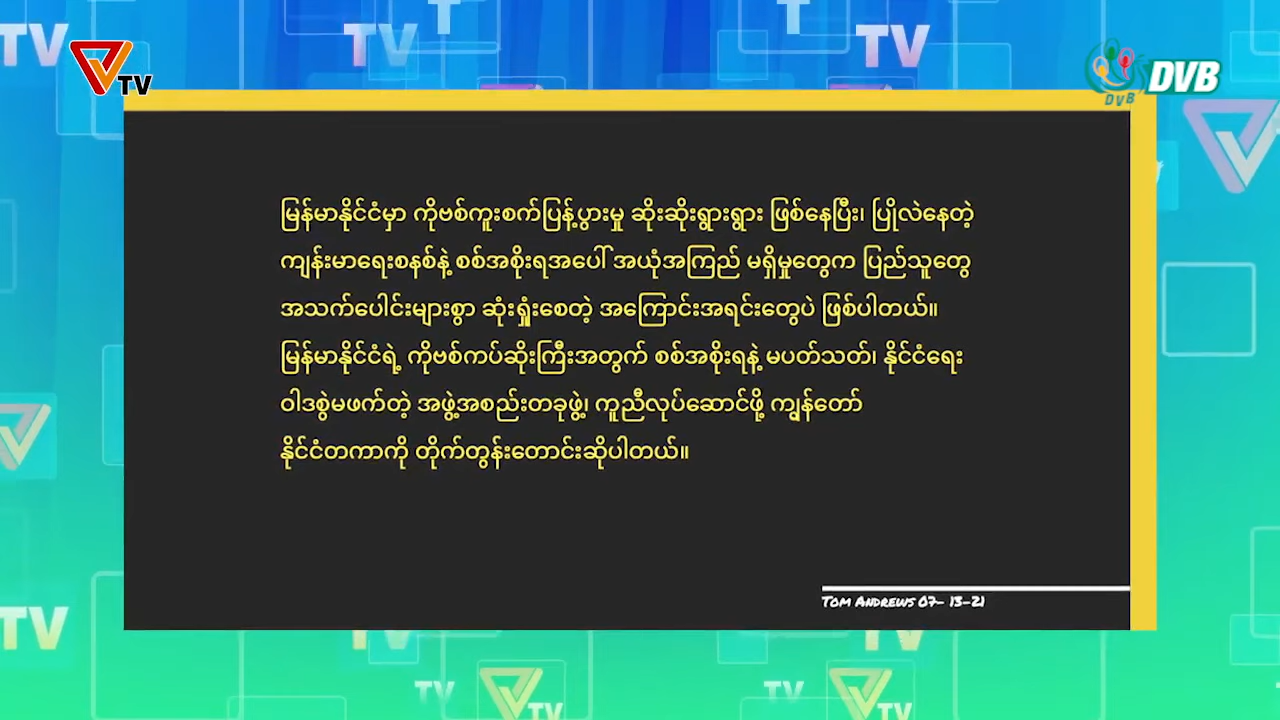 TV
DVB
DVB
မြန်မာနိုင်ငံမှာ ကိုဗစ်ကူးစက်ပြန့်ပွားမှု ဆိုးဆိုးရွားရွား ဖြစ်နေပြီး၊ ပြိုလဲနေတဲ့
ကျန်းမာရေးစနစ်နဲ့ စစ်အစိုးရအပေါ် အယုံအကြည် မရှိမှုတွေက ပြည်သူတွေ
အသက်ပေါင်းများစွာ ဆုံးရှုံးစေတဲ့ အကြောင်းအရင်းတွေပဲ ဖြစ်ပါတယ်။
မြန်မာနိုင်ငံရဲ့ ကိုဗစ်ကပ်ဆိုးကြီးအတွက် စစ်အစိုးရနဲ့ မပတ်သတ်၊ နိုင်ငံရေး
ဝါဒစွဲမဖက်တဲ့ အဖွဲ့အစည်းတခုဖွဲ့၊ ကူညီလုပ်ဆောင်ဖို့ ကျွန်တော်
နိုင်ငံတကာကို တိုက်တွန်းတောင်းဆိုပါတယ်။
Tom Andrews 07- 13-21